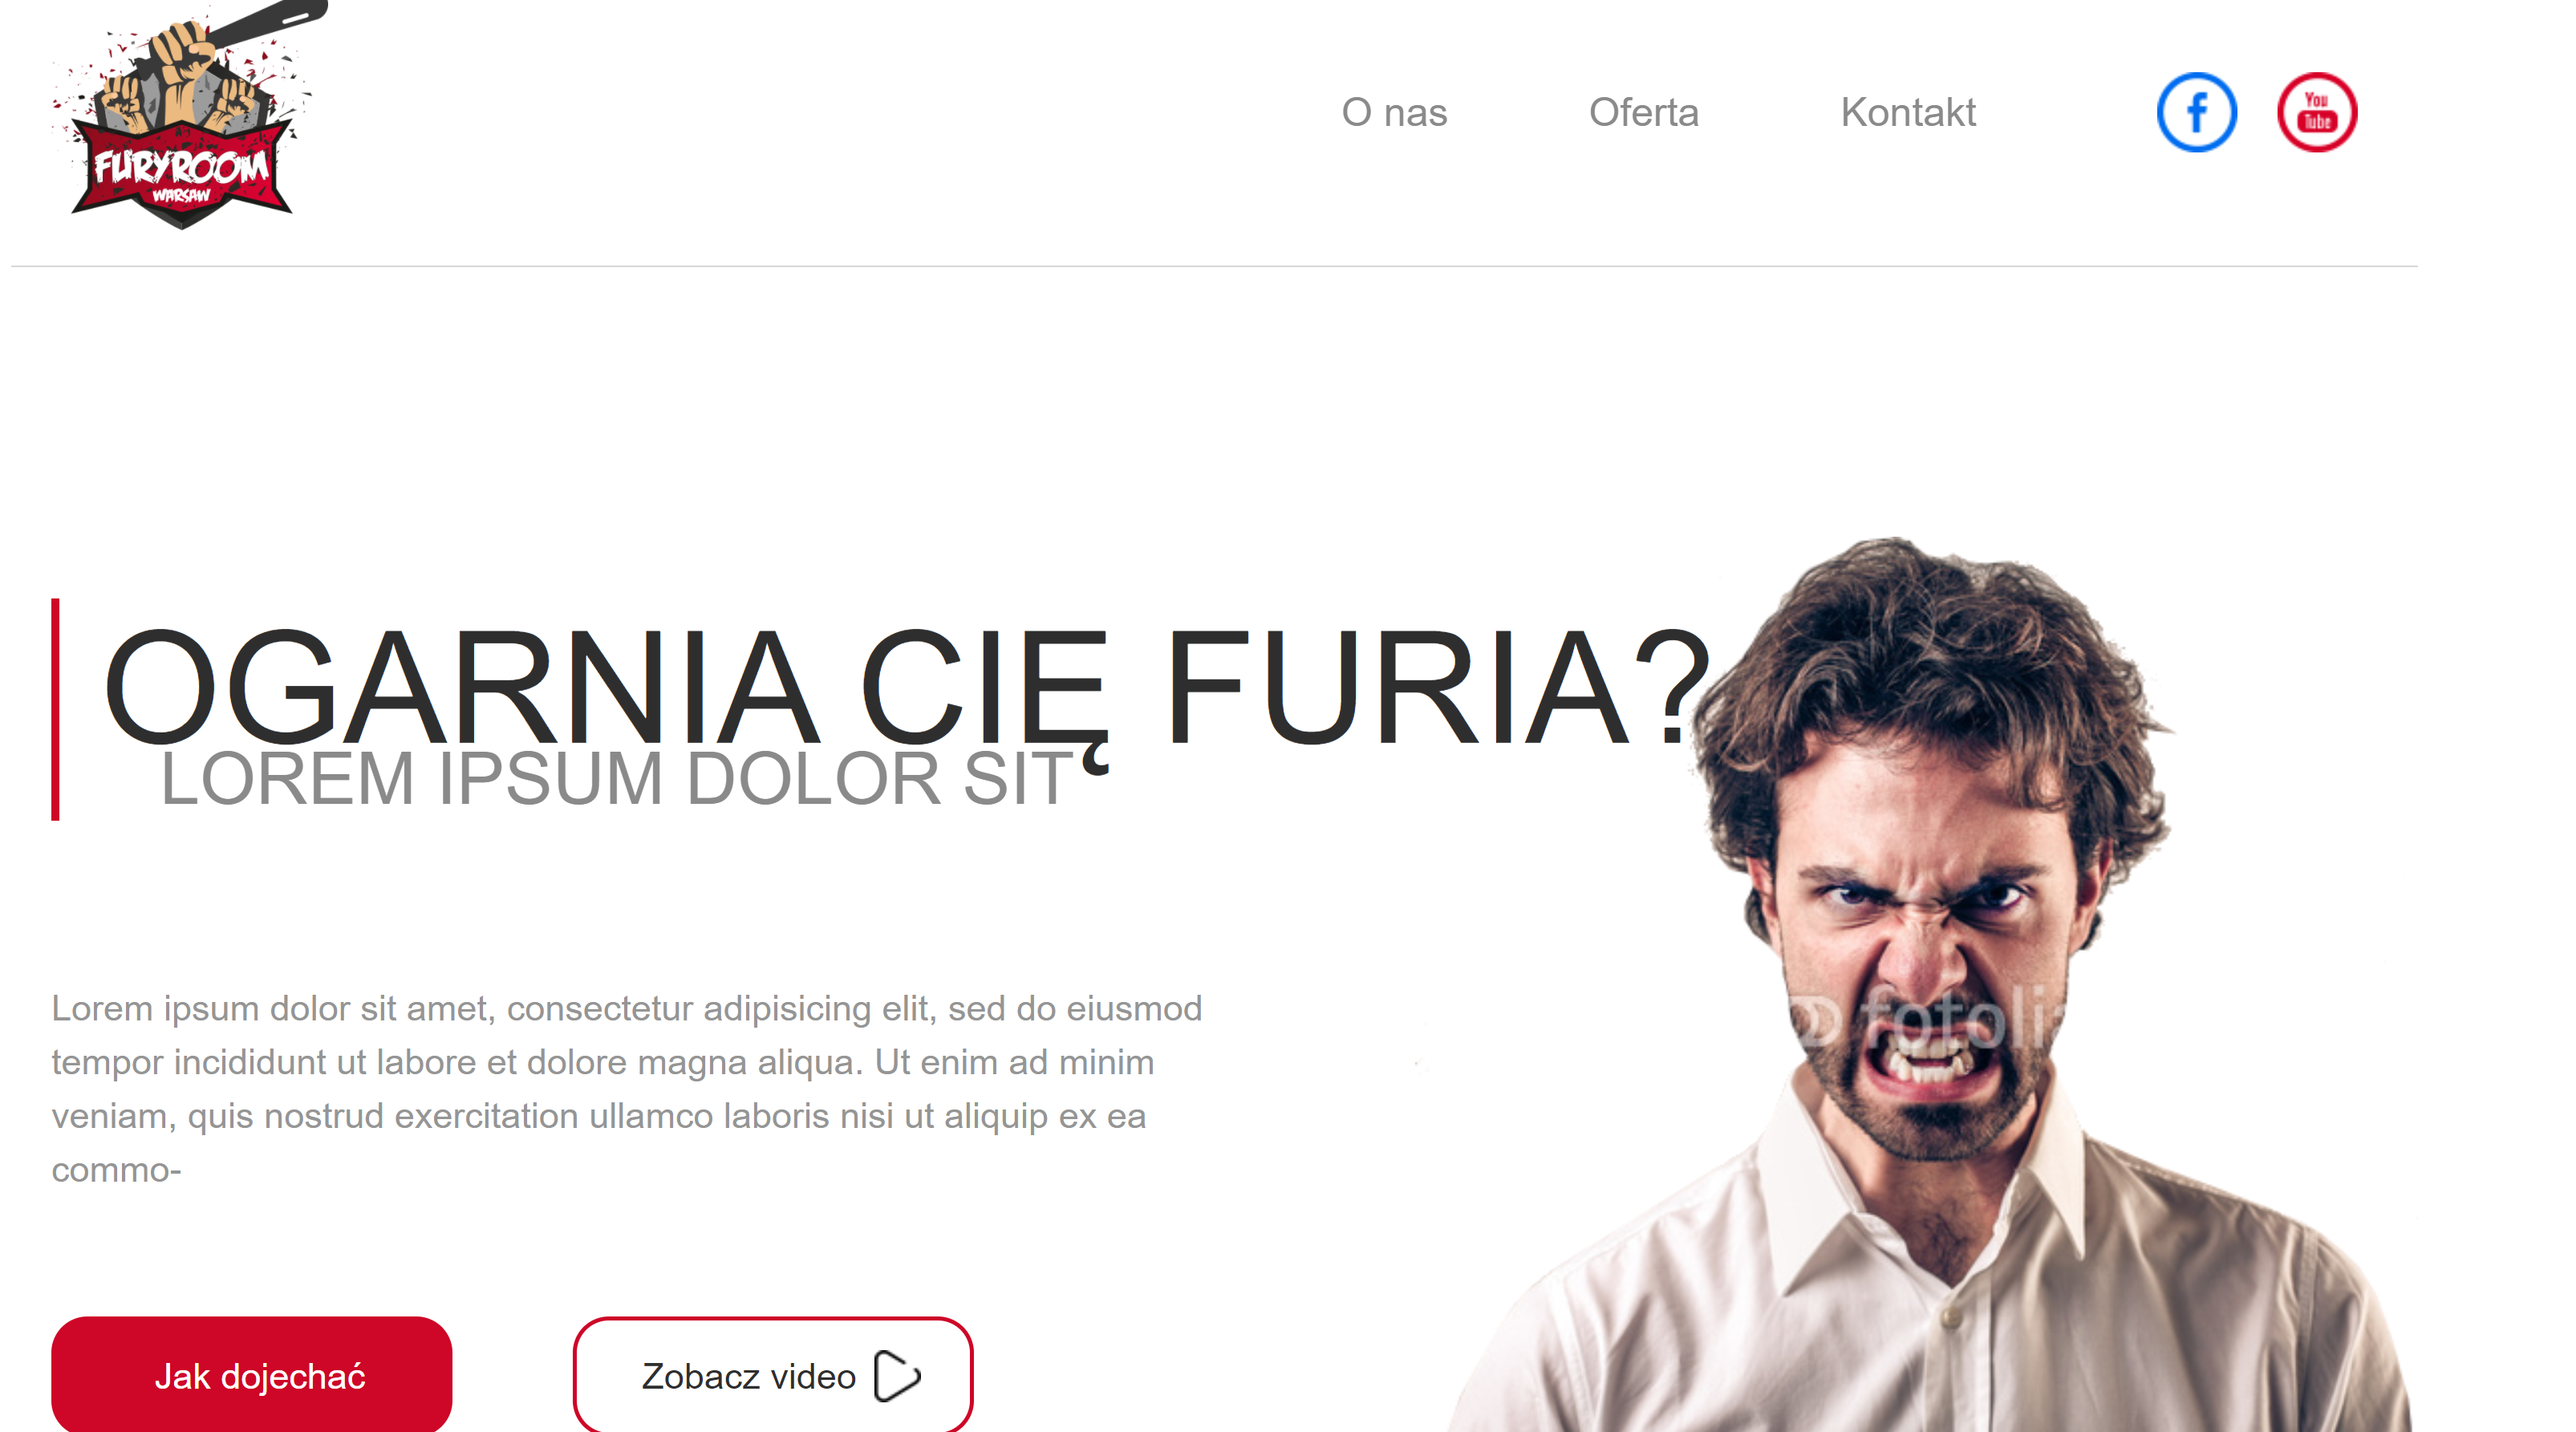 FURYROOM
WARSAW
O nas
Oferta
Kontakt
f
You
Tube
OGARNIA CIĘ FURIA?
LOREM IPSUM DOLOR SIT
Lorem ipsum dolor sit amet, consectetur adipisicing elit, sed do eiusmod
tempor incididunt ut labore et dolore magna aliqua. Ut enim ad minim
veniam, quis nostrud exercitation ullamco laboris nisi ut aliquip ex ea
commo-
fotolia
Jak dojechać
Zobacz video